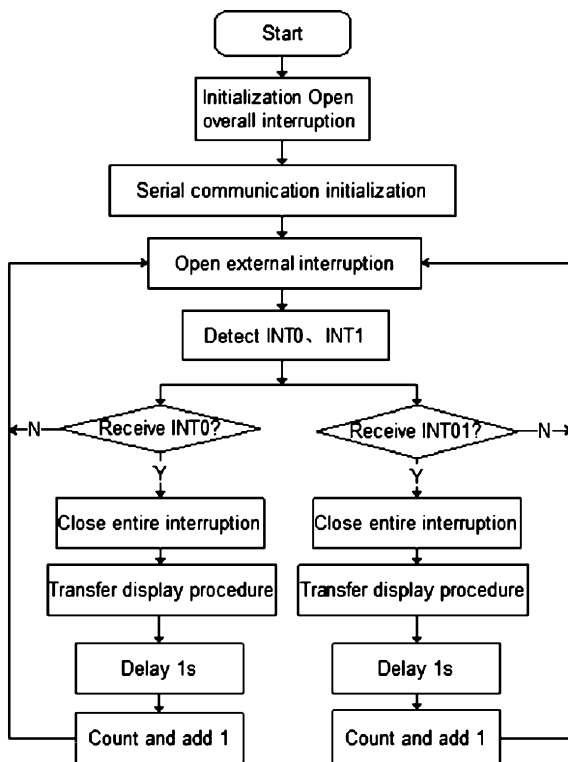 Start
Initialization Open
overall interruption
Serial communication initialization
Open external interruption
Detect INT0、INT1
Receive INT0?
N
Y
Receive INT01?
N
Y
Close entire interruption
Close entire interruption
Transfer display procedure
Transfer display procedure
Delay 1s
Delay 1s
Count and add 1
Count and add 1